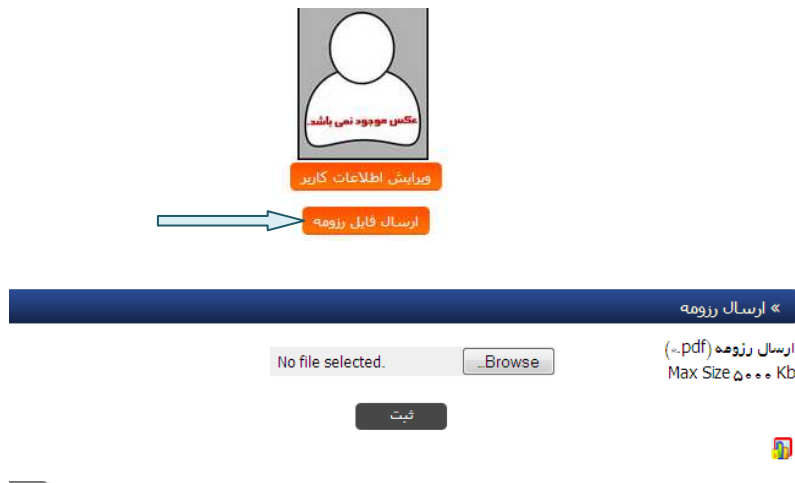 عکس موجود نمی باشد.
ویرایش اطلاعات کاربر
ارسال فایل رزومه
» ارسال رزومه
ارسال رزومه (pdf.*)
Max Size ۵۰۰۰ Kb
Browse…
No file selected.
ثبت